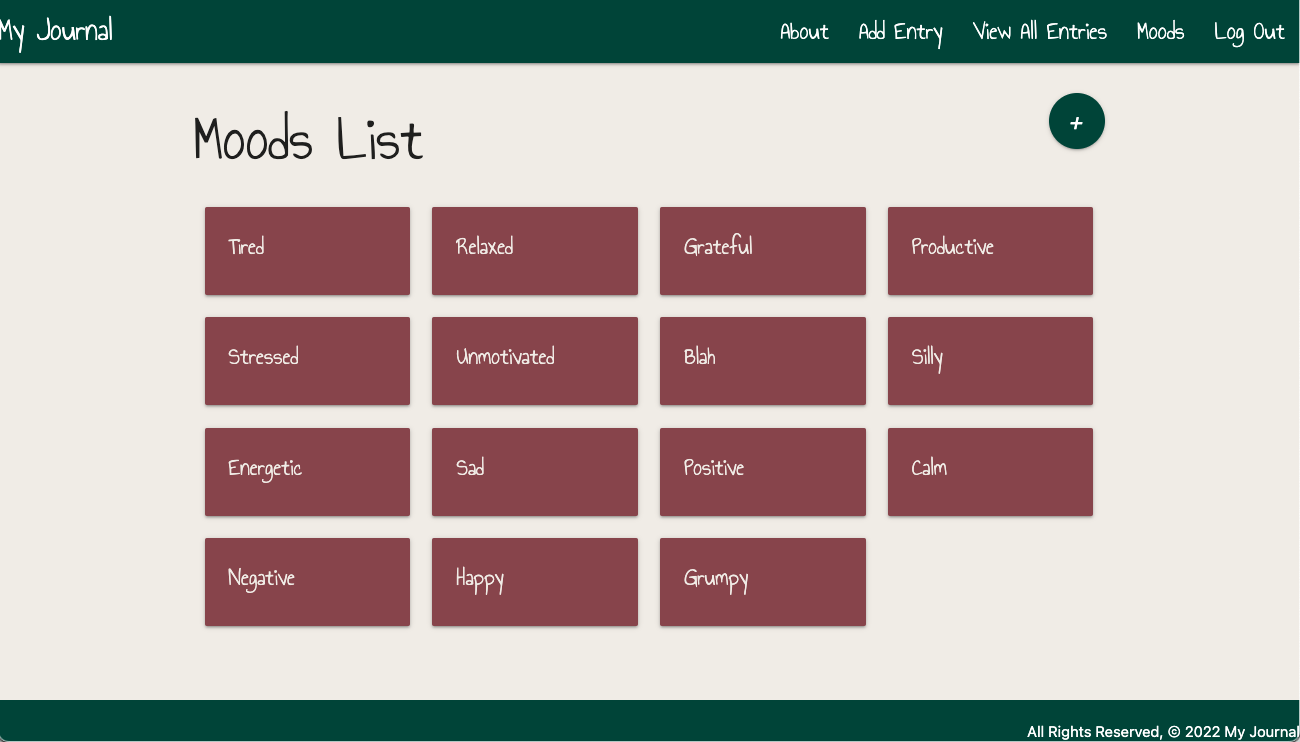 My Journal About Add Entry View All Entries Moods Log Out
Moods List +
Tired Relaxed Grateful Productive
Stressed Unmotivated Blah Silly
Energetic Sad Positive Calm
Negative Happy Grumpy
All Rights Reserved, © 2022 My Journal